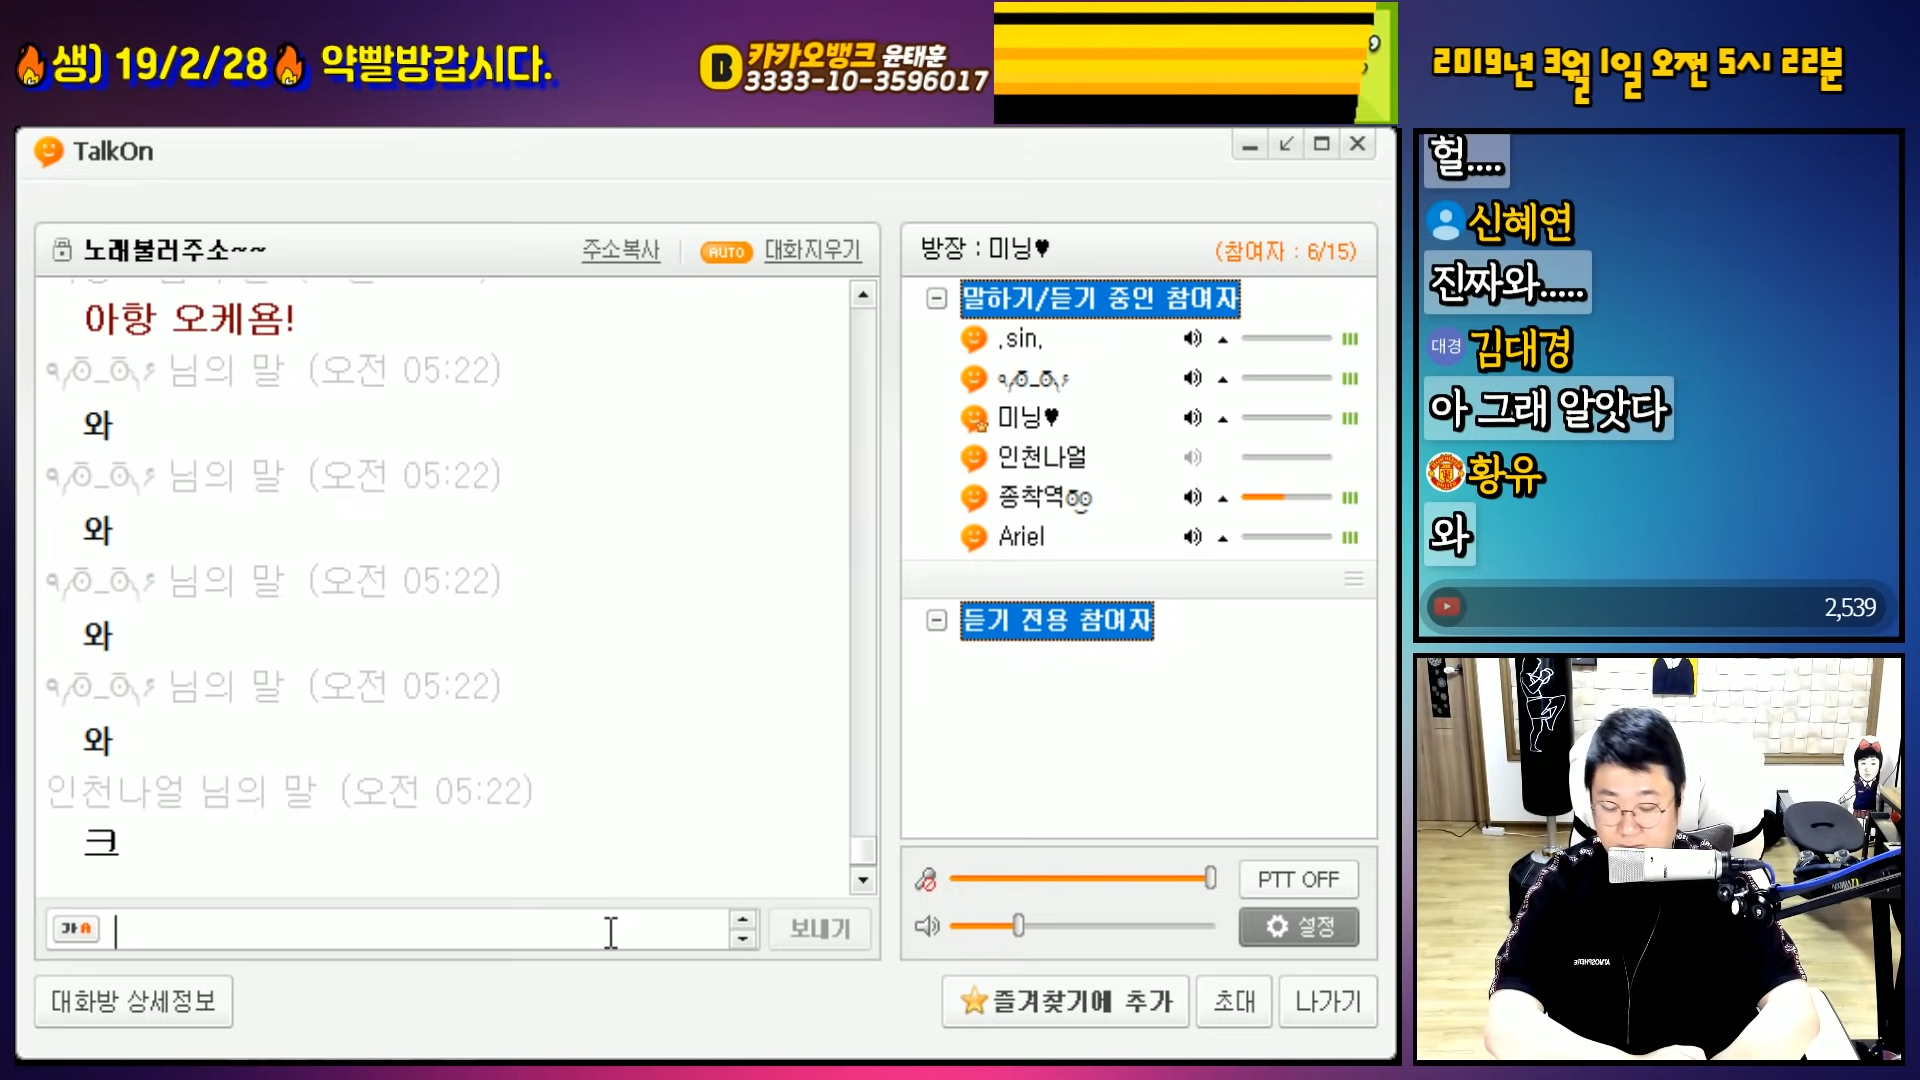 생) 19/2/28 약빨방갑시다.
카카오뱅크 윤태훈
3333-10-3596017
2019년 3월 1일 오전 5시 22분
TalkOn
노래불러주소~~
주소복사
AUTO
대화지우기
아항 오케욤!
님의 말 (오전 05:22)
와
님의 말 (오전 05:22)
와
님의 말 (오전 05:22)
와
님의 말 (오전 05:22)
와
인천나얼 님의 말 (오전 05:22)
크
가A
보내기
대화방 상세정보
방장 : 미닝♥
(참여자 : 6/15)
말하기/듣기 중인 참여자
.sin.
미닝♥
인천나얼
종착역
Ariel
듣기 전용 참여자
PTT OFF
설정
즐겨찾기에 추가
초대
나가기
헐....
신혜연
진짜와.....
대경 김대경
아 그래 알앗다
황유
와
2,539